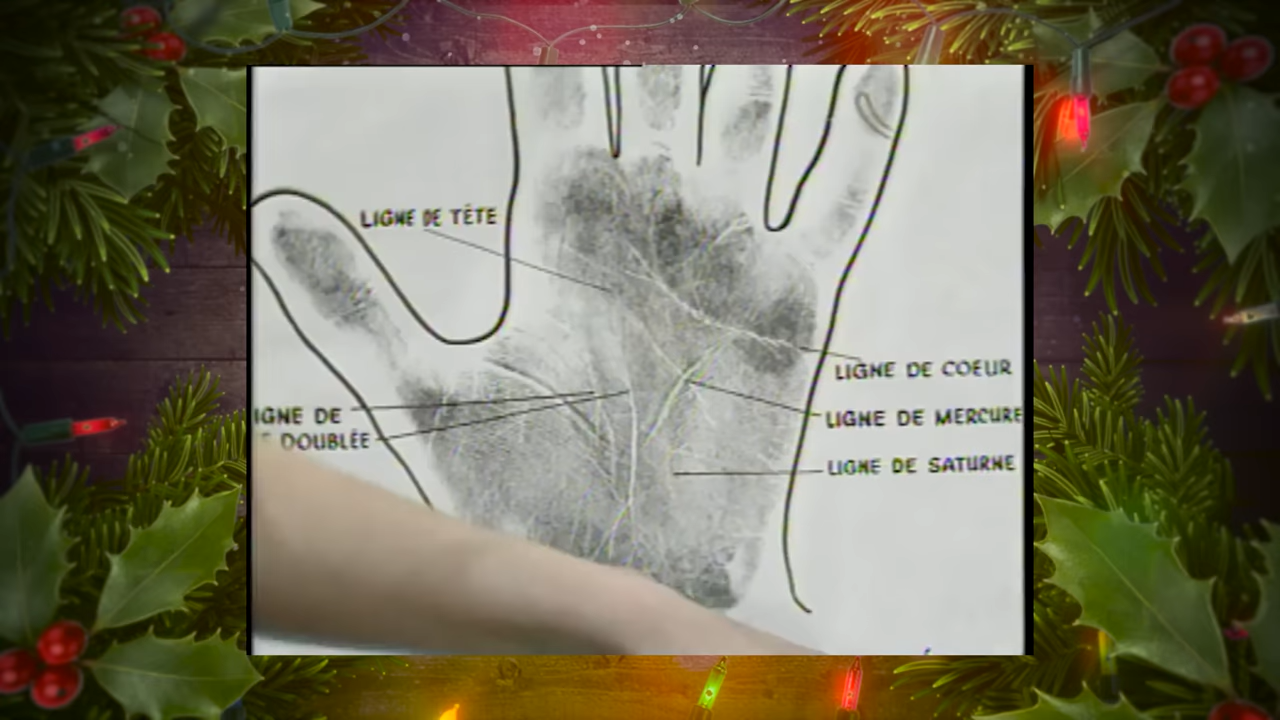 LIGNE DE TÊTE
LIGNE DE COEUR
IGNE DE
DOUBLÉE
LIGNE DE MERCURE
LIGNE DE SATURNE